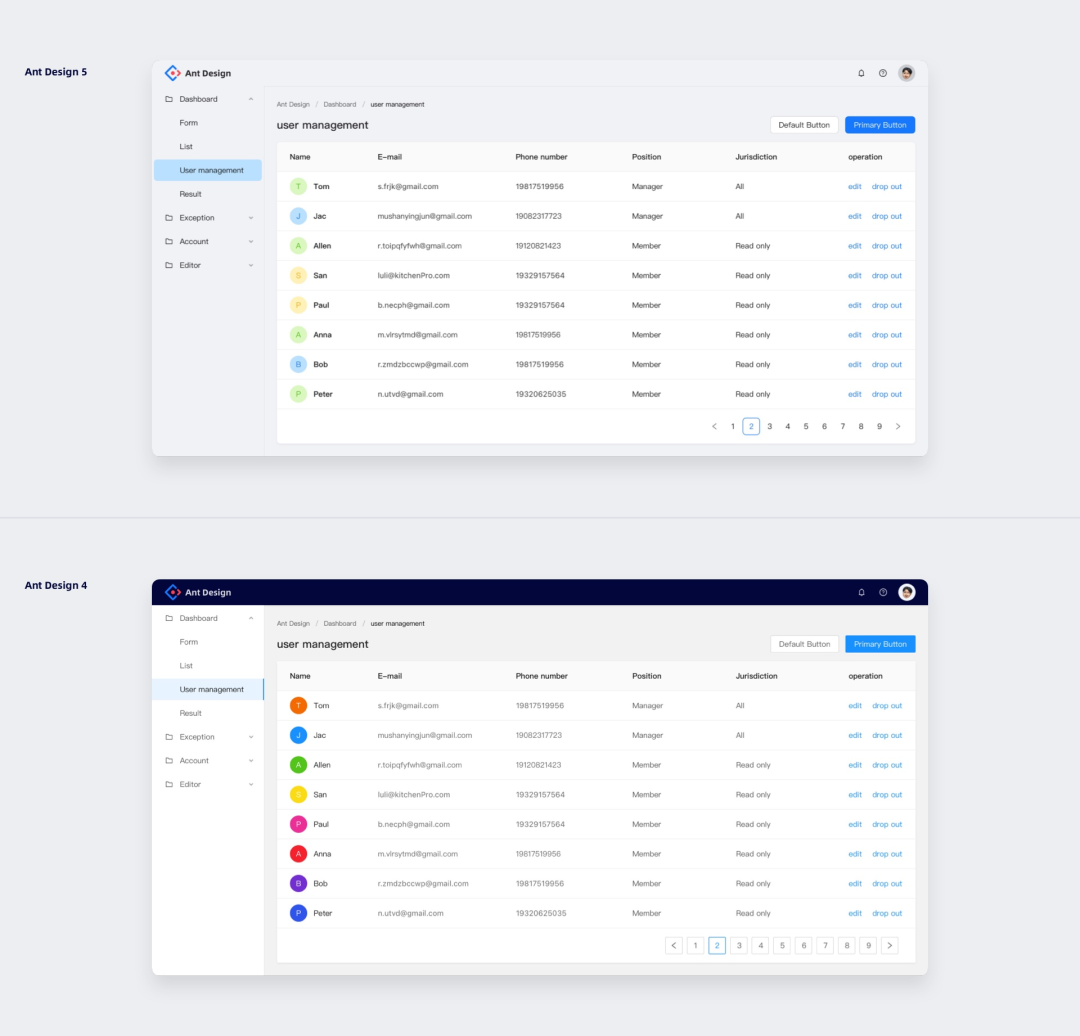 Ant Design 5
Ant Design
Dashboard
Form
List
User management
Result
Exception
Account
Editor
Ant Design / Dashboard / user management
user management
Default Button Primary Button
Name E-mail Phone number Position Jurisdiction operation
T Tom s.frjk@gmail.com 19817519956 Manager All edit drop out
J Jac mushanyingjun@gmail.com 19082317723 Manager All edit drop out
A Allen r.toipqfyfwh@gmail.com 19120821423 Member Read only edit drop out
S San luli@kitchenPro.com 19329157564 Member Read only edit drop out
P Paul b.necph@gmail.com 19329157564 Member Read only edit drop out
A Anna m.vlrsytmd@gmail.com 19817519956 Member Read only edit drop out
B Bob r.zmdzbccwp@gmail.com 19817519956 Member Read only edit drop out
P Peter n.utvd@gmail.com 19320625035 Member Read only edit drop out
< 1 2 3 4 5 6 7 8 9 >
Ant Design 4
Ant Design
Dashboard
Form
List
User management
Result
Exception
Account
Editor
Ant Design / Dashboard / user management
user management
Default Button Primary Button
Name E-mail Phone number Position Jurisdiction operation
T Tom s.frjk@gmail.com 19817519956 Manager All edit drop out
J Jac mushanyingjun@gmail.com 19082317723 Manager All edit drop out
A Allen r.toipqfyfwh@gmail.com 19120821423 Member Read only edit drop out
S San luli@kitchenPro.com 19329157564 Member Read only edit drop out
P Paul b.necph@gmail.com 19329157564 Member Read only edit drop out
A Anna m.vlrsytmd@gmail.com 19817519956 Member Read only edit drop out
B Bob r.zmdzbccwp@gmail.com 19817519956 Member Read only edit drop out
P Peter n.utvd@gmail.com 19320625035 Member Read only edit drop out
< 1 2 3 4 5 6 7 8 9 >